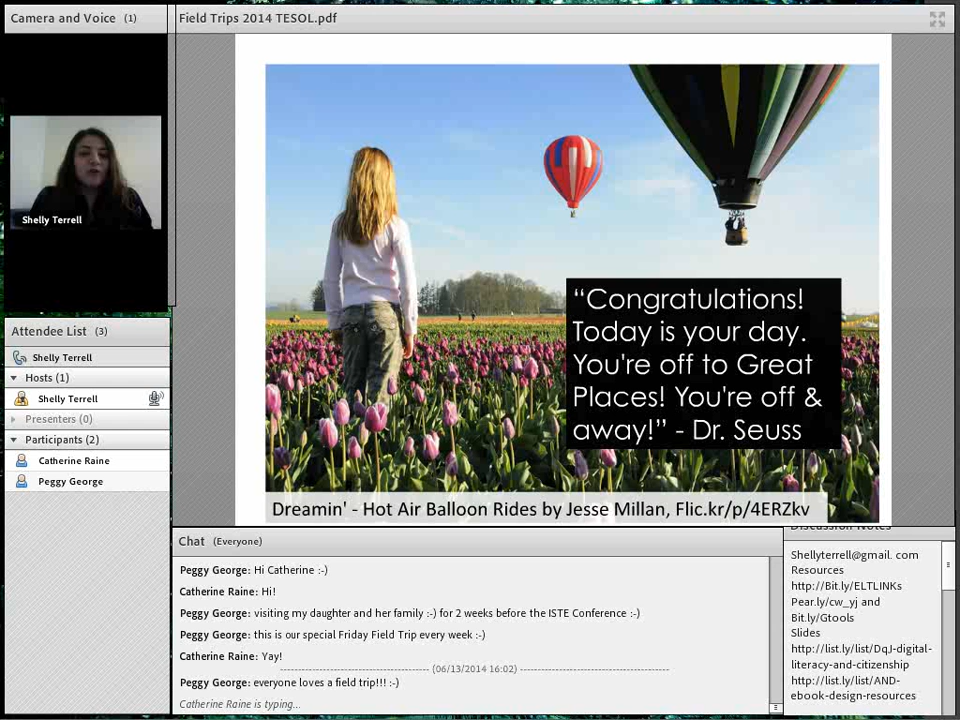 Camera and Voice (1)
Shelly Terrell
Attendee List (3)
Shelly Terrell
Hosts (1)
Shelly Terrell
Presenters (0)
Participants (2)
Catherine Raine
Peggy George
Field Trips 2014 TESOL.pdf
“Congratulations!
Today is your day.
You're off to Great
Places! You're off &
away!” - Dr. Seuss
Dreamin' - Hot Air Balloon Rides by Jesse Millan, Flic.kr/p/4ERZkv
Chat (Everyone)
Peggy George: Hi Catherine :-)
Catherine Raine: Hi!
Peggy George: visiting my daughter and her family :-) for 2 weeks before the ISTE Conference :-)
Peggy George: this is our special Friday Field Trip every week :-)
Catherine Raine: Yay!
(06/13/2014 16:02)
Peggy George: everyone loves a field trip!!! :-)
Catherine Raine is typing...
Discussion Notes
Shellyterrell@gmail. com
Resources
http://Bit.ly/ELTLINKs
Pear.ly/cw_yj and
Bit.ly/Gtools
Slides
http://list.ly/list/DqJ-digital-
literacy-and-citizenship
http://list.ly/list/AND-
ebook-design-resources